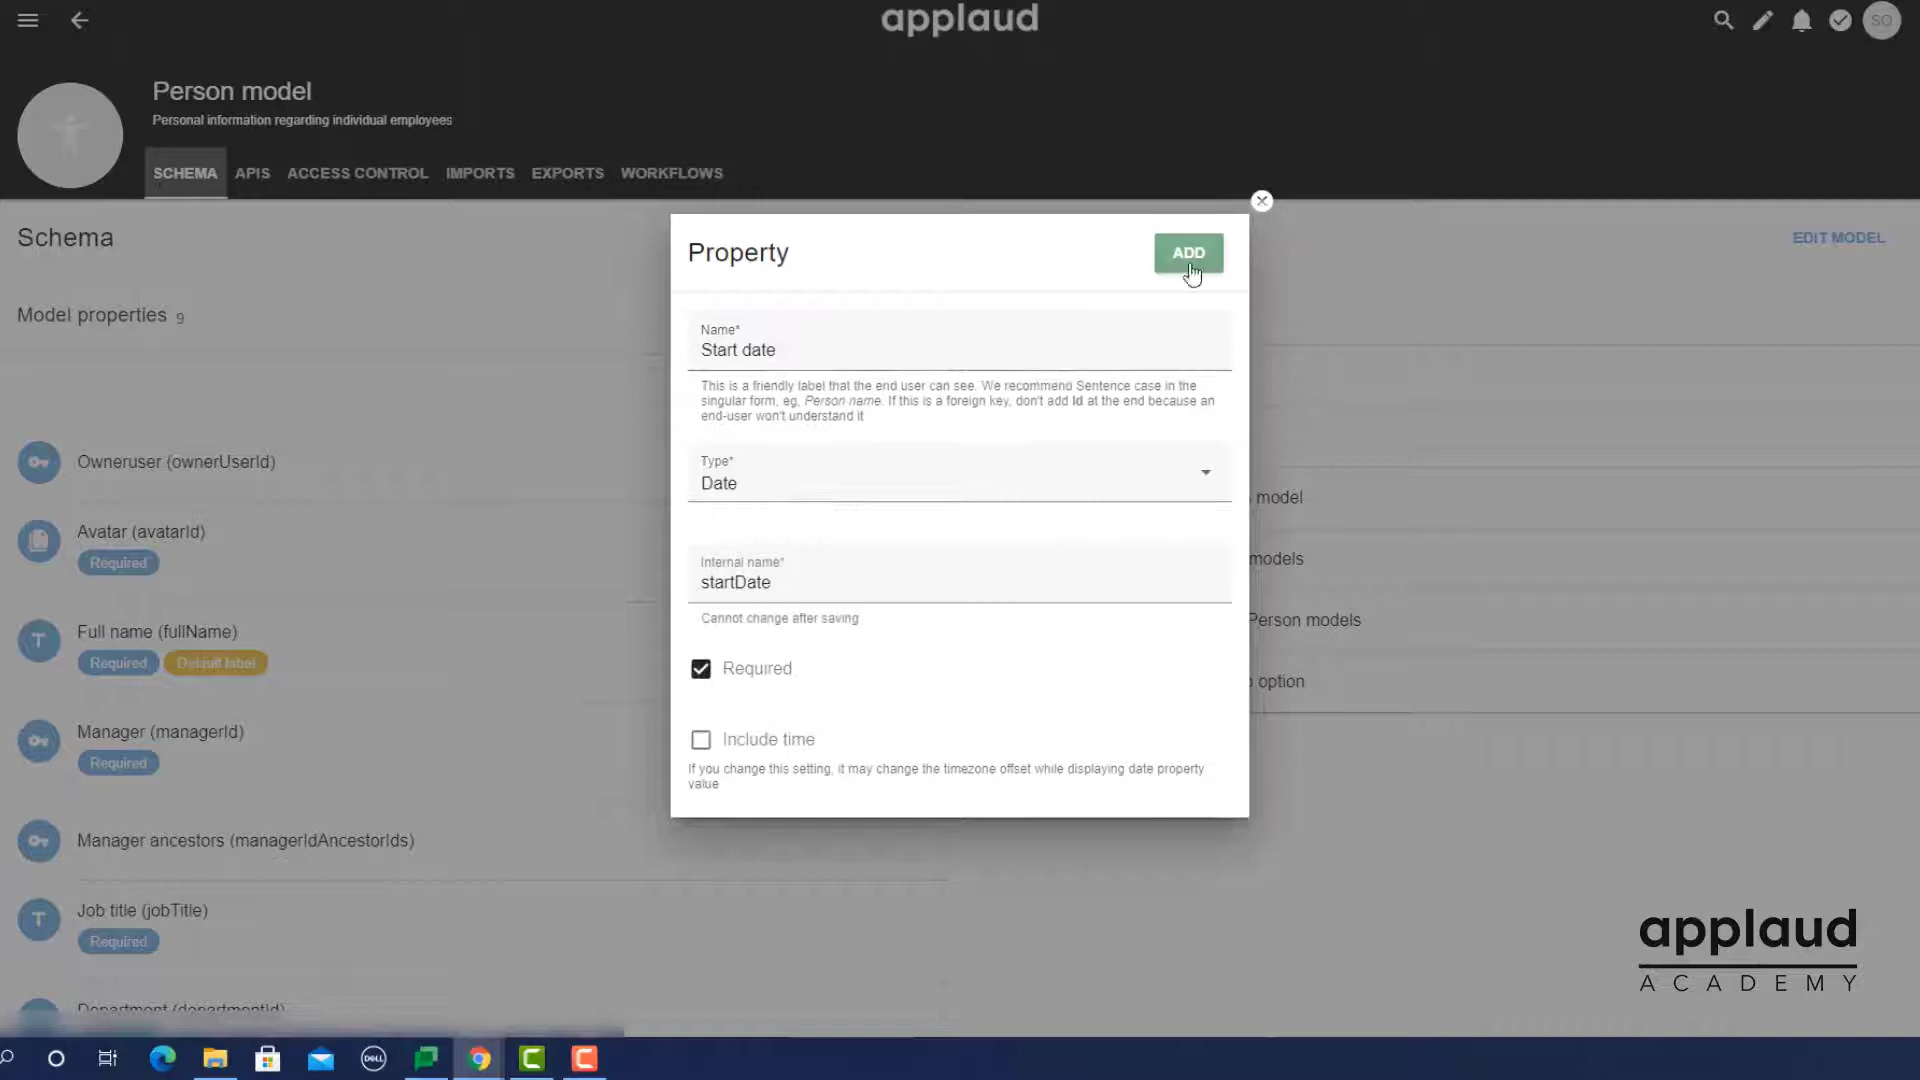 applaud
SO
Person model
Personal information regarding individual employees
SCHEMA
APIS
ACCESS CONTROL
IMPORTS
EXPORTS
WORKFLOWS
Schema
EDIT MODEL
Model properties 9
Owneruser (ownerUserId)
Avatar (avatarId)
Required
Full name (fullName)
Required
Default label
Manager (managerId)
Required
Manager ancestors (managerIdAncestorIds)
Job title (jobTitle)
Required
Department (departmentId)
Property
ADD
Name*
Start date
This is a friendly label that the end user can see. We recommend Sentence case in the
singular form, eg, Person name. If this is a foreign key, don't add Id at the end because an
end-user won't understand it
Type*
Date
Internal name*
startDate
Cannot change after saving
Required
Include time
If you change this setting, it may change the timezone offset while displaying date property
value
model
models
Person models
option
applaud
ACADEMY
DELL